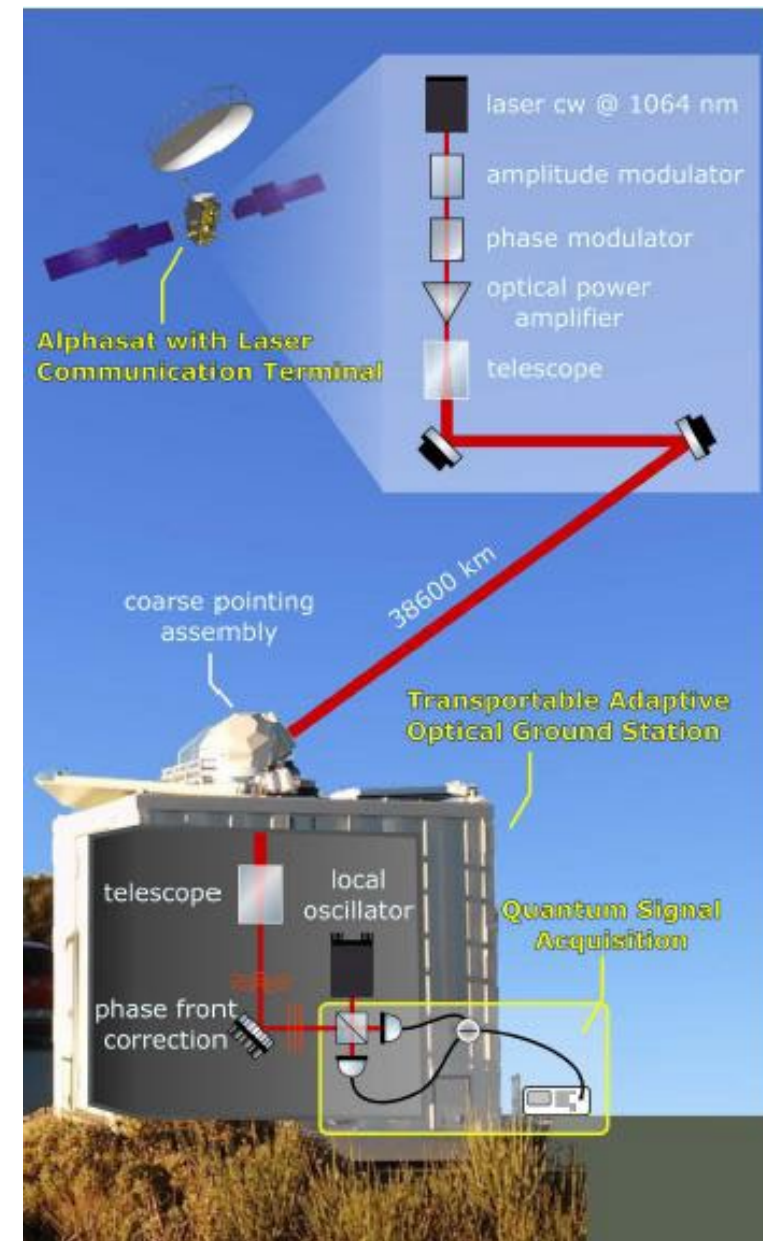 laser cw @ 1064 nm
amplitude modulator
phase modulator
optical power
amplifier
telescope
Alphasat with Laser
Communication Terminal
38600 km
coarse pointing
assembly
Transportable Adaptive
Optical Ground Station
telescope
local
oscillator
Quantum Signal
Acquisition
phase front
correction